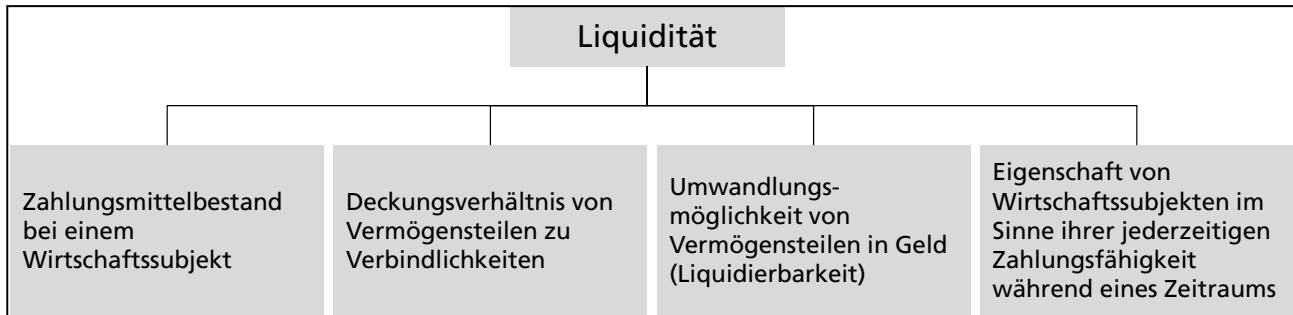 Liquidität
Zahlungsmittelbestand
bei einem
Wirtschaftssubjekt
Deckungsverhältnis von
Vermögensteilen zu
Verbindlichkeiten
Umwandlungs-
möglichkeit von
Vermögensteilen in Geld
(Liquidierbarkeit)
Eigenschaft von
Wirtschaftssubjekten im
Sinne ihrer jederzeitigen
Zahlungsfähigkeit
während eines Zeitraums